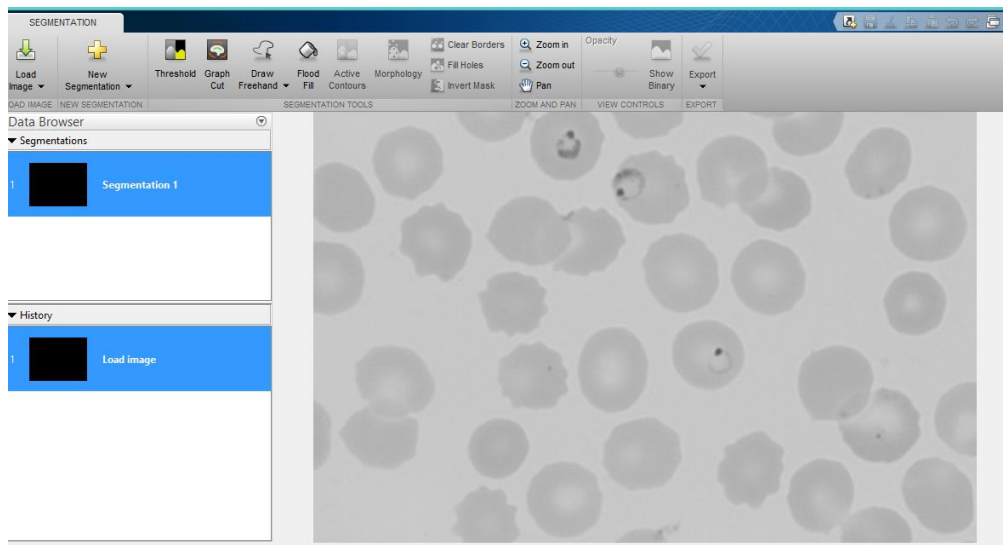 SEGMENTATION
Load Image
New Segmentation
Threshold
Graph Cut
Draw Freehand
Flood Fill
Active Contours
Morphology
Clear Borders
Fill Holes
Invert Mask
Zoom in
Zoom out
Pan
Opacity
Show Binary
Export
OAD IMAGE
NEW SEGMENTATION
SEGMENTATION TOOLS
ZOOM AND PAN
VIEW CONTROLS
EXPORT
Data Browser
Segmentations
1
Segmentation 1
History
1
Load image